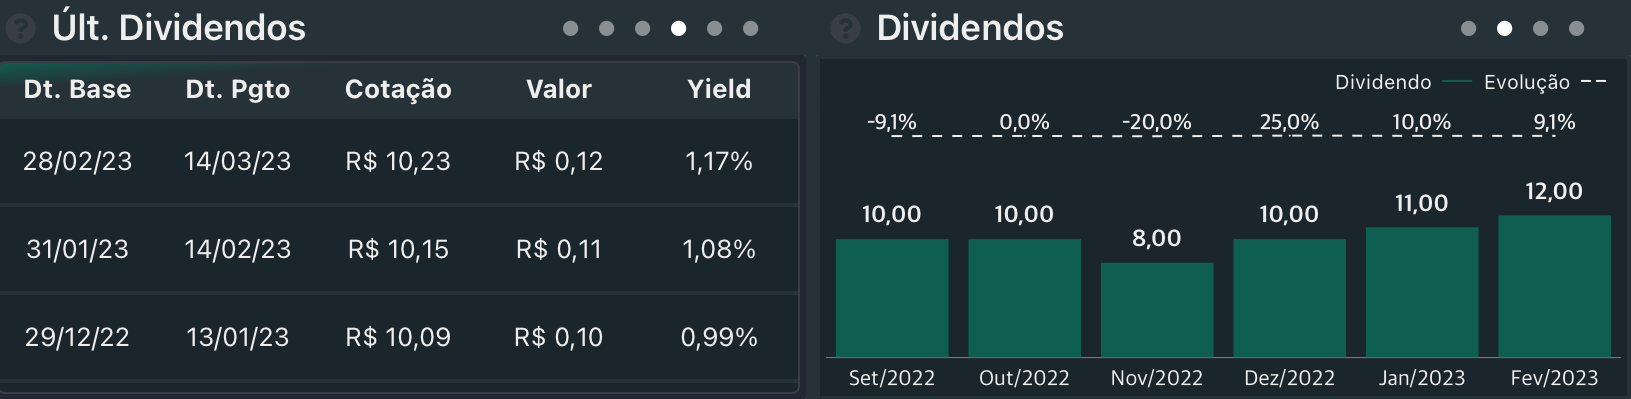 ? Últ. Dividendos
Dt. Base Dt. Pgto Cotação Valor Yield
28/02/23 14/03/23 R$ 10,23 R$ 0,12 1,17%
31/01/23 14/02/23 R$ 10,15 R$ 0,11 1,08%
29/12/22 13/01/23 R$ 10,09 R$ 0,10 0,99%
? Dividendos
Dividendo Evolução
-9,1% 0,0% -20,0% 25,0% 10,0% 9,1%
10,00 10,00 8,00 10,00 11,00 12,00
Set/2022 Out/2022 Nov/2022 Dez/2022 Jan/2023 Fev/2023